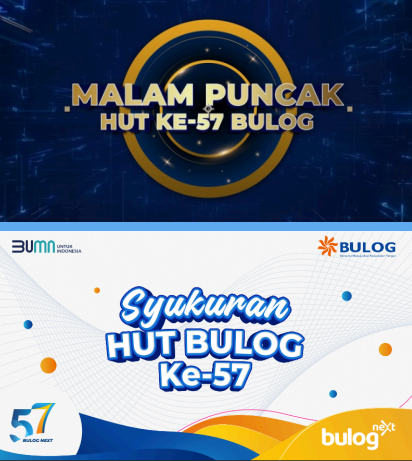 MALAM PUNCAK
HUT KE-57 BULOG
BUMN UNTUK
INDONESIA
BULOG
Syukuran
HUT BULOG
Ke-57
57
BULOG NEXT
bulog next